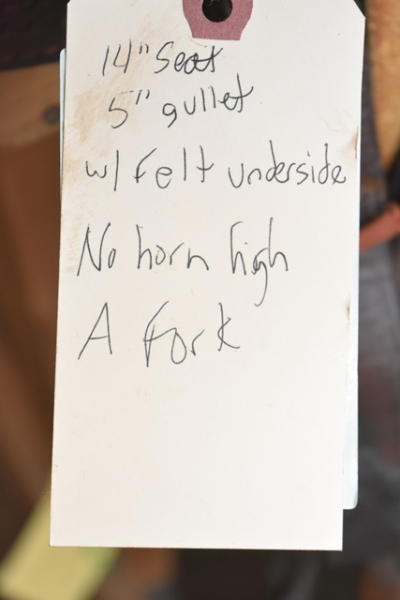 14" Seat
5" gullet
w/ Felt underside
No horn high
A Fork